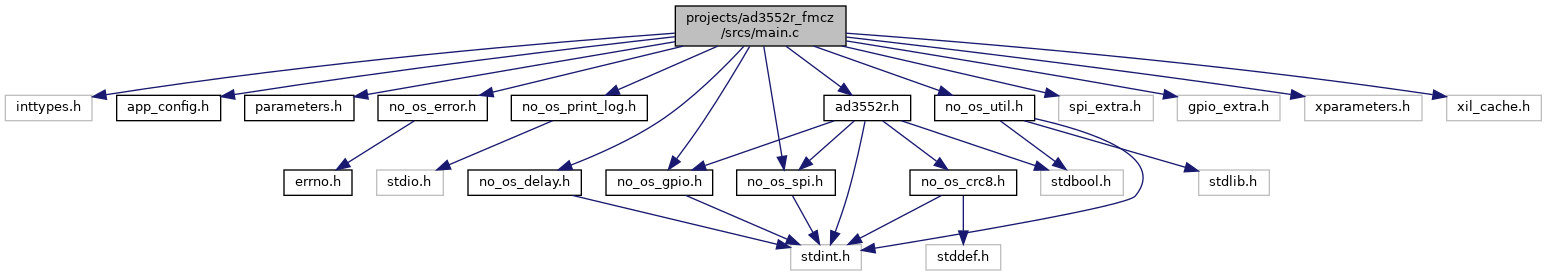 projects/ad3552r_fmcz
/srcs/main.c
inttypes.h
app_config.h
parameters.h
no_os_error.h
no_os_print_log.h
ad3552r.h
no_os_util.h
spi_extra.h
gpio_extra.h
xparameters.h
xil_cache.h
errno.h
stdio.h
no_os_delay.h
no_os_gpio.h
no_os_spi.h
no_os_crc8.h
stdbool.h
stdlib.h
stdint.h
stddef.h